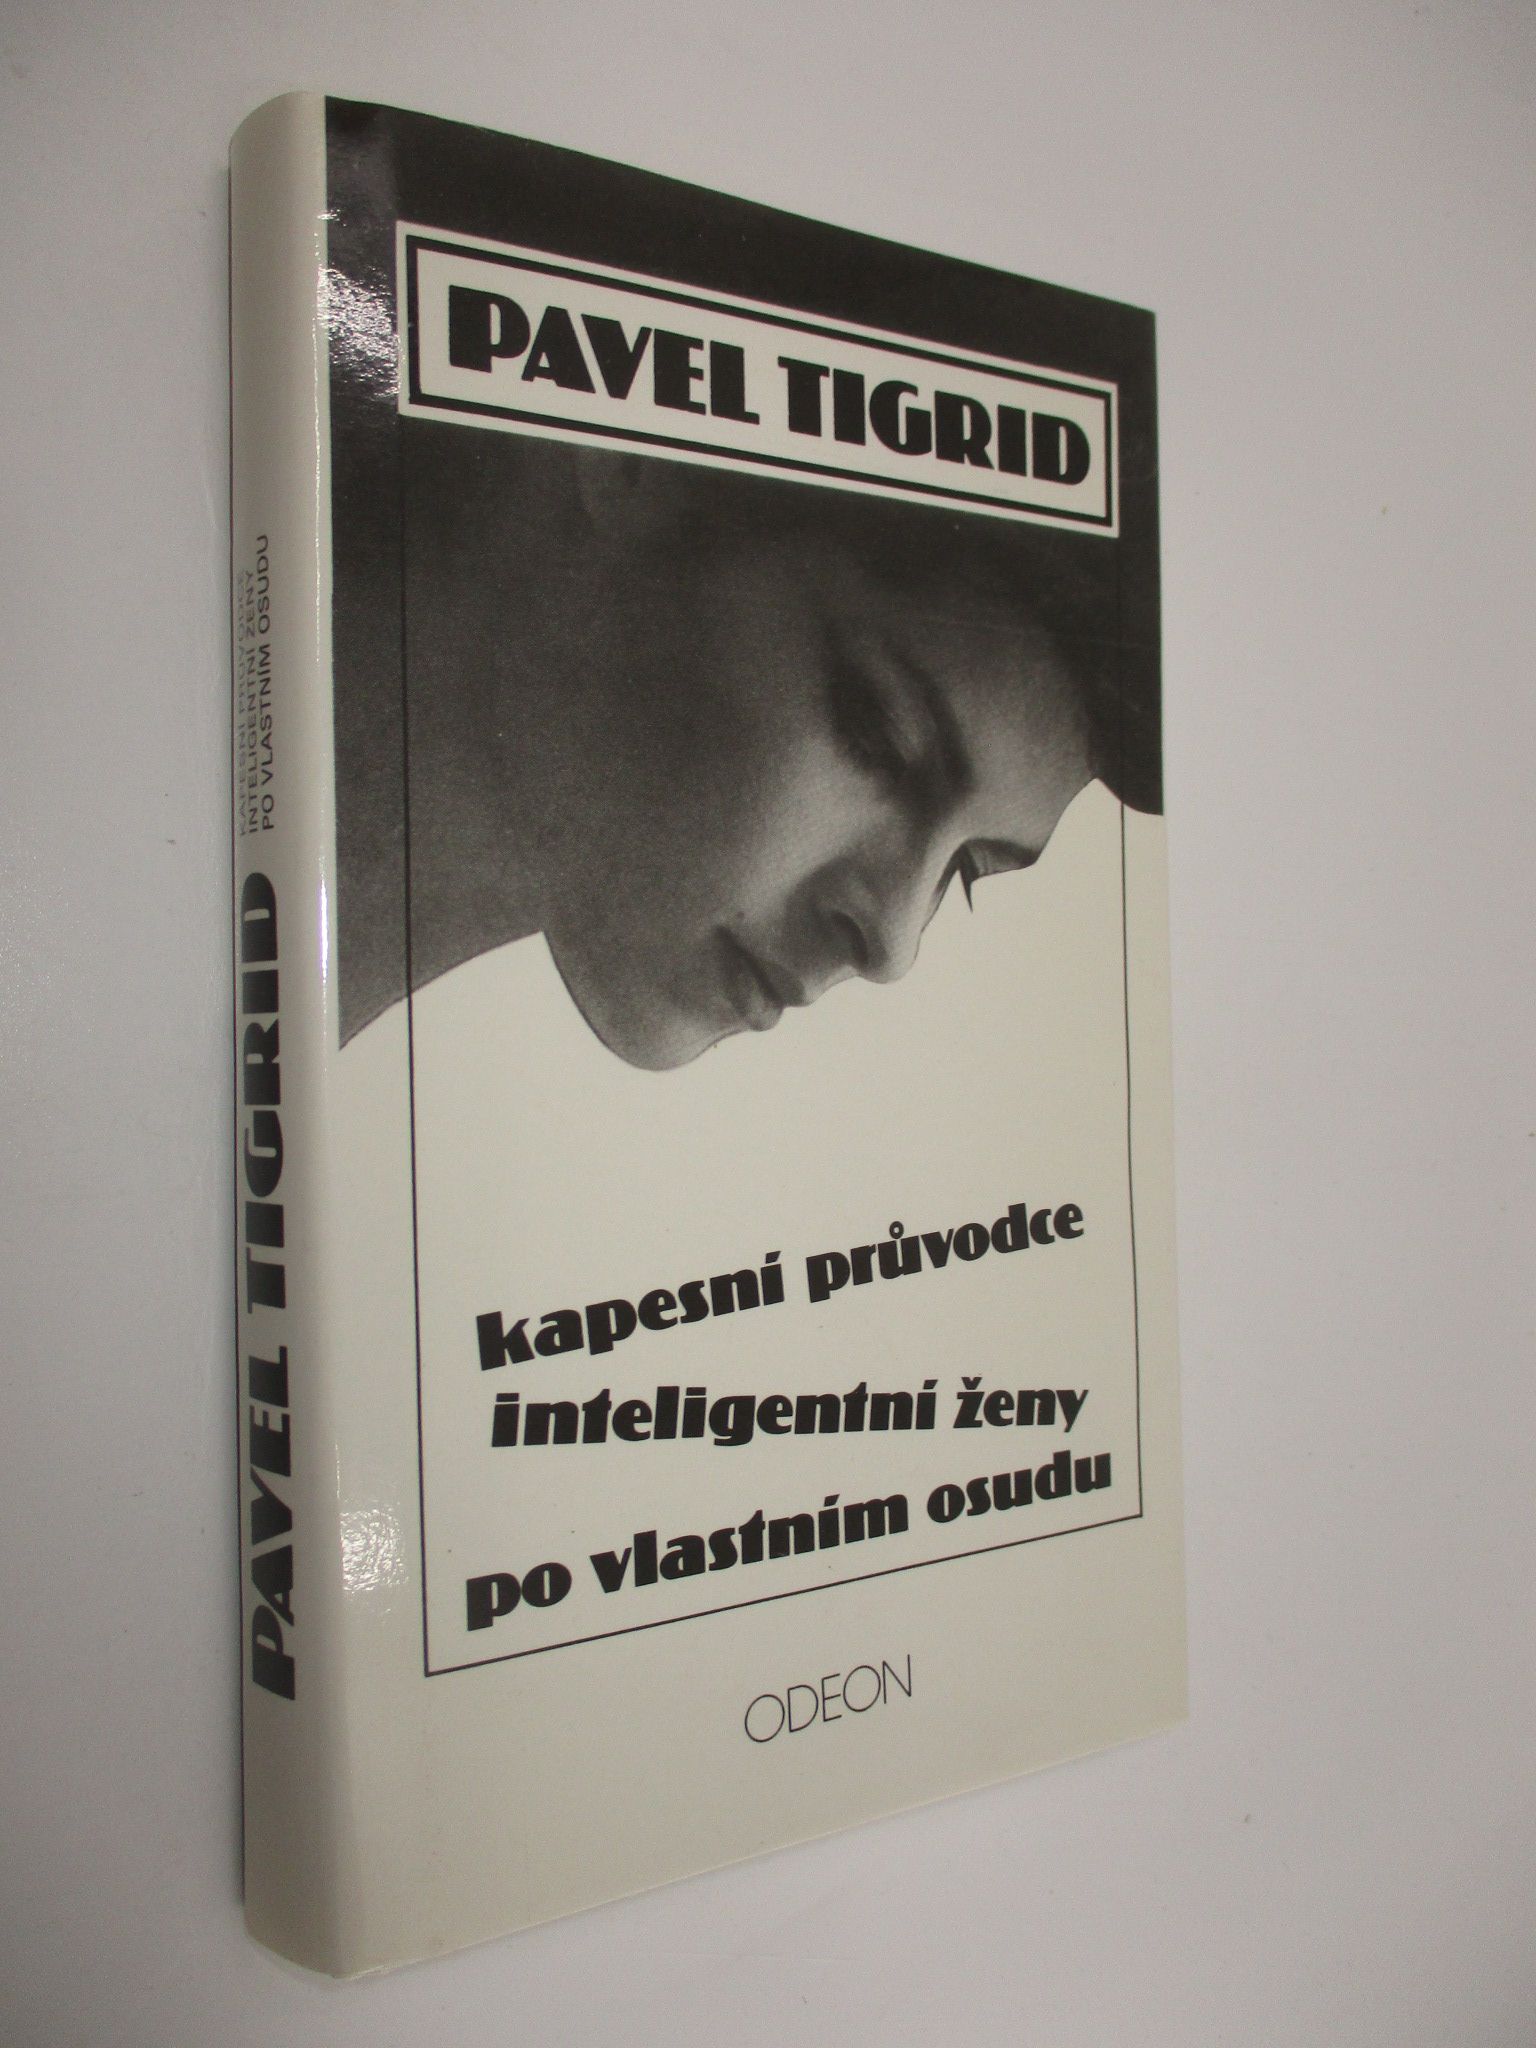 PAVEL TIGRID
kapesní průvodce
inteligentní ženy
po vlastním osudu
ODEON
PAVEL TIGRID
KAPESNÍ PRŮVODCE
INTELIGENTNÍ ŽENY
PO VLASTNÍM OSUDU